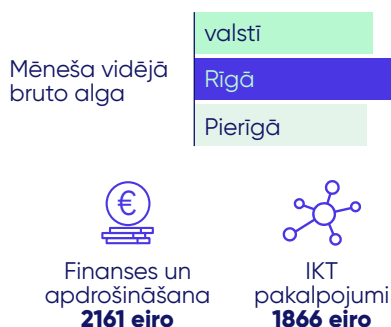 Mēneša vidējā
bruto alga
valstī
Rīgā
Pierīgā
€
Finanses un
apdrošināšana
2161 eiro
IKT
pakalpojumi
1866 eiro